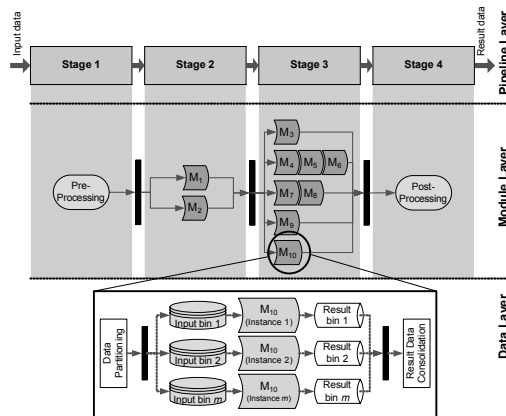 Input data
Result data
Pipeline Layer
Stage 1
Stage 2
Stage 3
Stage 4
Module Layer
Pre-
Processing
M1
M2
M3
M4
M5
M6
M7
M8
M9
M10
Post-
Processing
Data Layer
Data
Partitioning
Input bin 1
M10
(Instance 1)
Result
bin 1
Input bin 2
M10
(Instance 2)
Result
bin 2
Input bin m
M10
(Instance m)
Result
bin m
Result Data
Consolidation